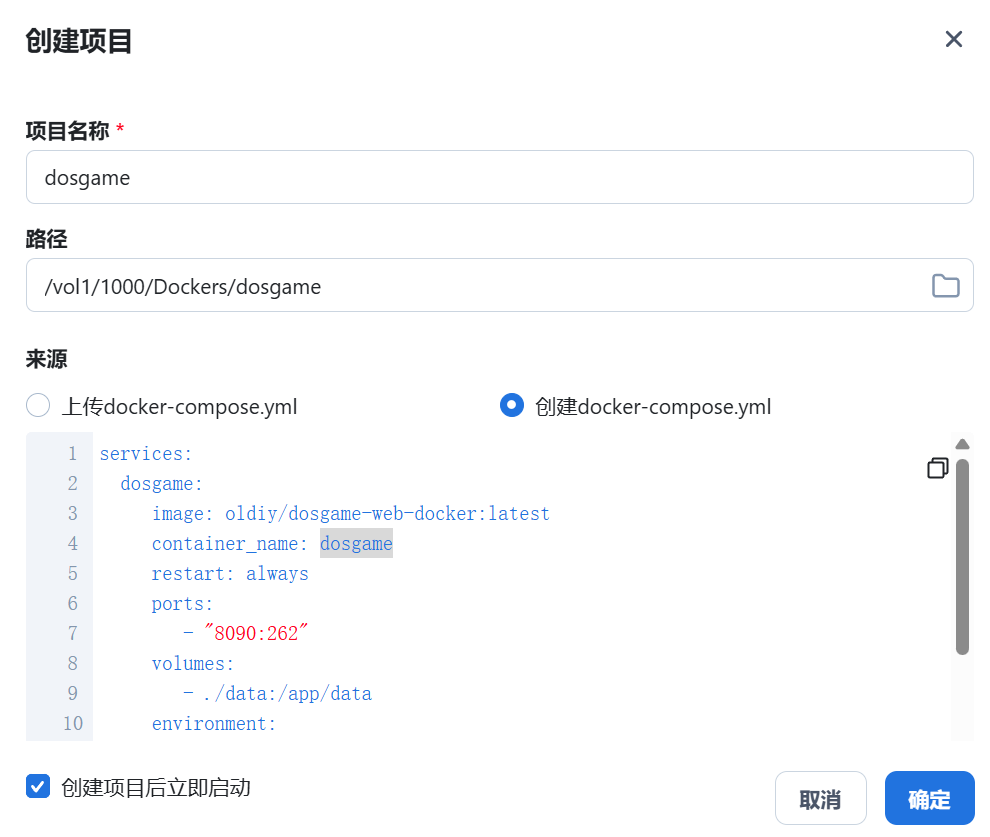 创建项目
项目名称 *
dosgame
路径
/vol1/1000/Dockers/dosgame
来源
上传docker-compose.yml 创建docker-compose.yml
1 services:
2 dosgame:
3 image: oldiy/dosgame-web-docker:latest
4 container_name: dosgame
5 restart: always
6 ports:
7 - "8090:262"
8 volumes:
9 - ./data:/app/data
10 environment:
创建项目后立即启动
取消 确定